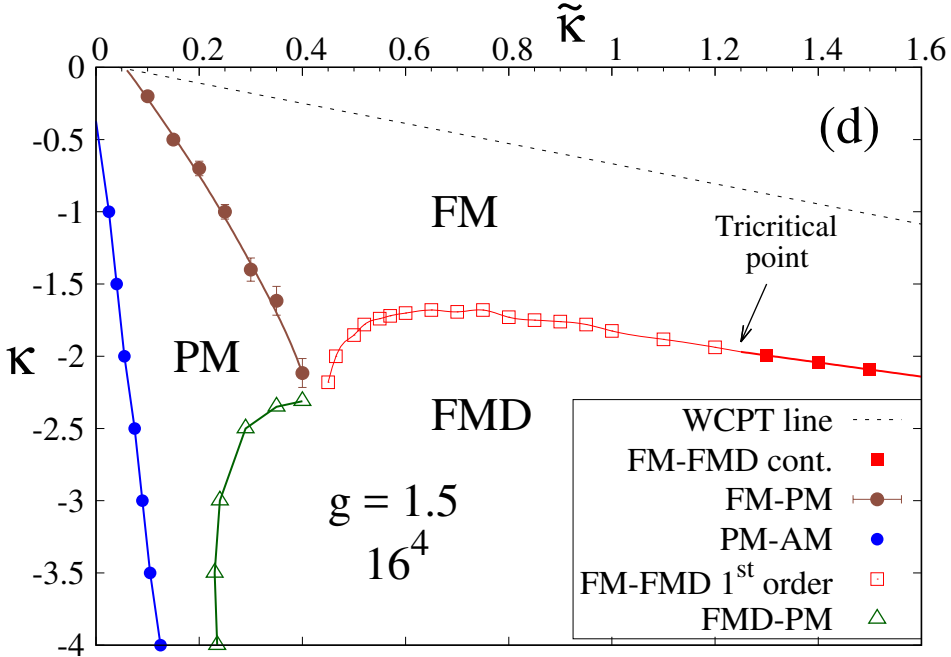 κ̃
0 0.2 0.4 0.6 0.8 1 1.2 1.4 1.6
0
(d)
-0.5
FM
-1
Tricritical
point
-1.5
PM
κ
-2
FMD
WCPT line
-2.5
FM-FMD cont.
g = 1.5
FM-PM
-3
16⁴
PM-AM
-3.5
FM-FMD 1ˢᵗ order
FMD-PM
-4